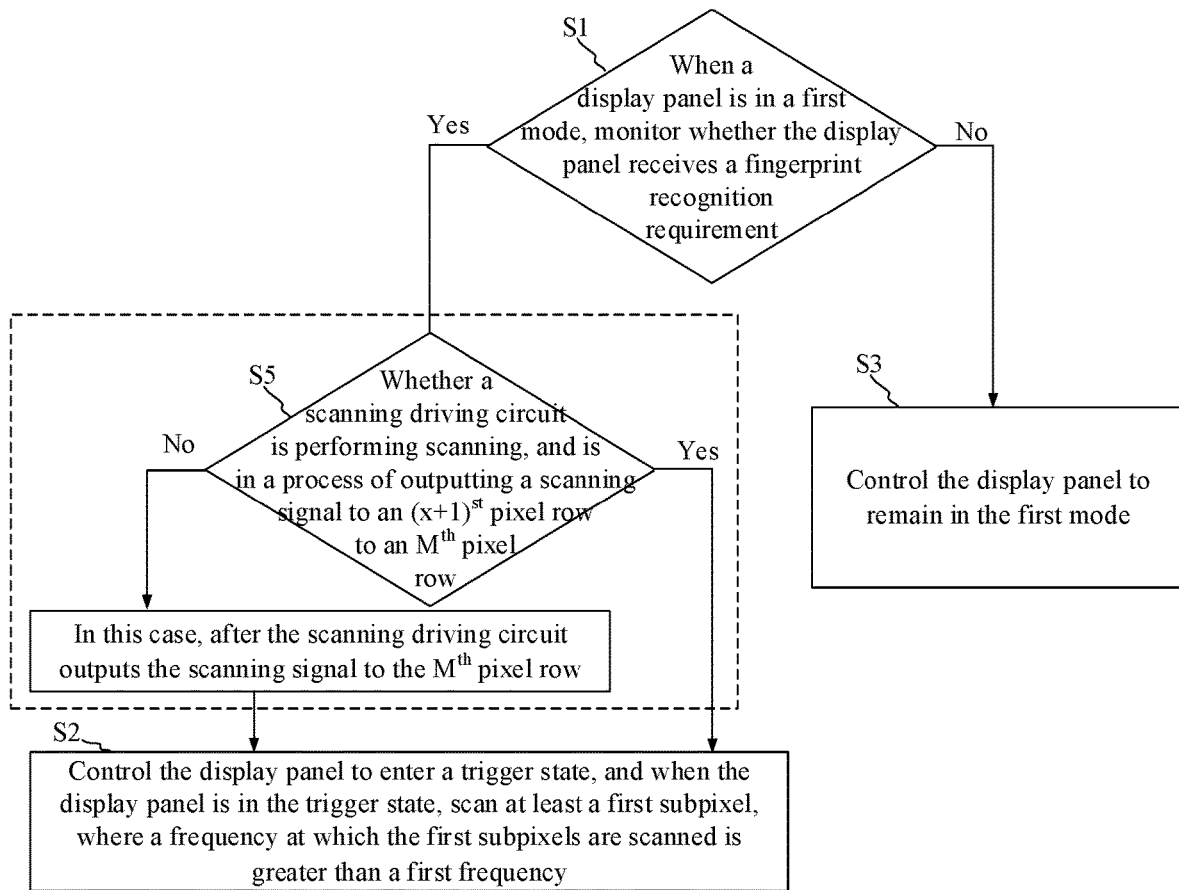 S1
When a
display panel is in a first
mode, monitor whether the display
panel receives a fingerprint
recognition
requirement
Yes
No
S5
Whether a
scanning driving circuit
is performing scanning, and is
in a process of outputting a scanning
signal to an (x+1)st pixel row
to an Mth pixel
row
No
Yes
S3
Control the display panel to
remain in the first mode
In this case, after the scanning driving circuit
outputs the scanning signal to the Mth pixel row
S2
Control the display panel to enter a trigger state, and when the
display panel is in the trigger state, scan at least a first subpixel,
where a frequency at which the first subpixels are scanned is
greater than a first frequency